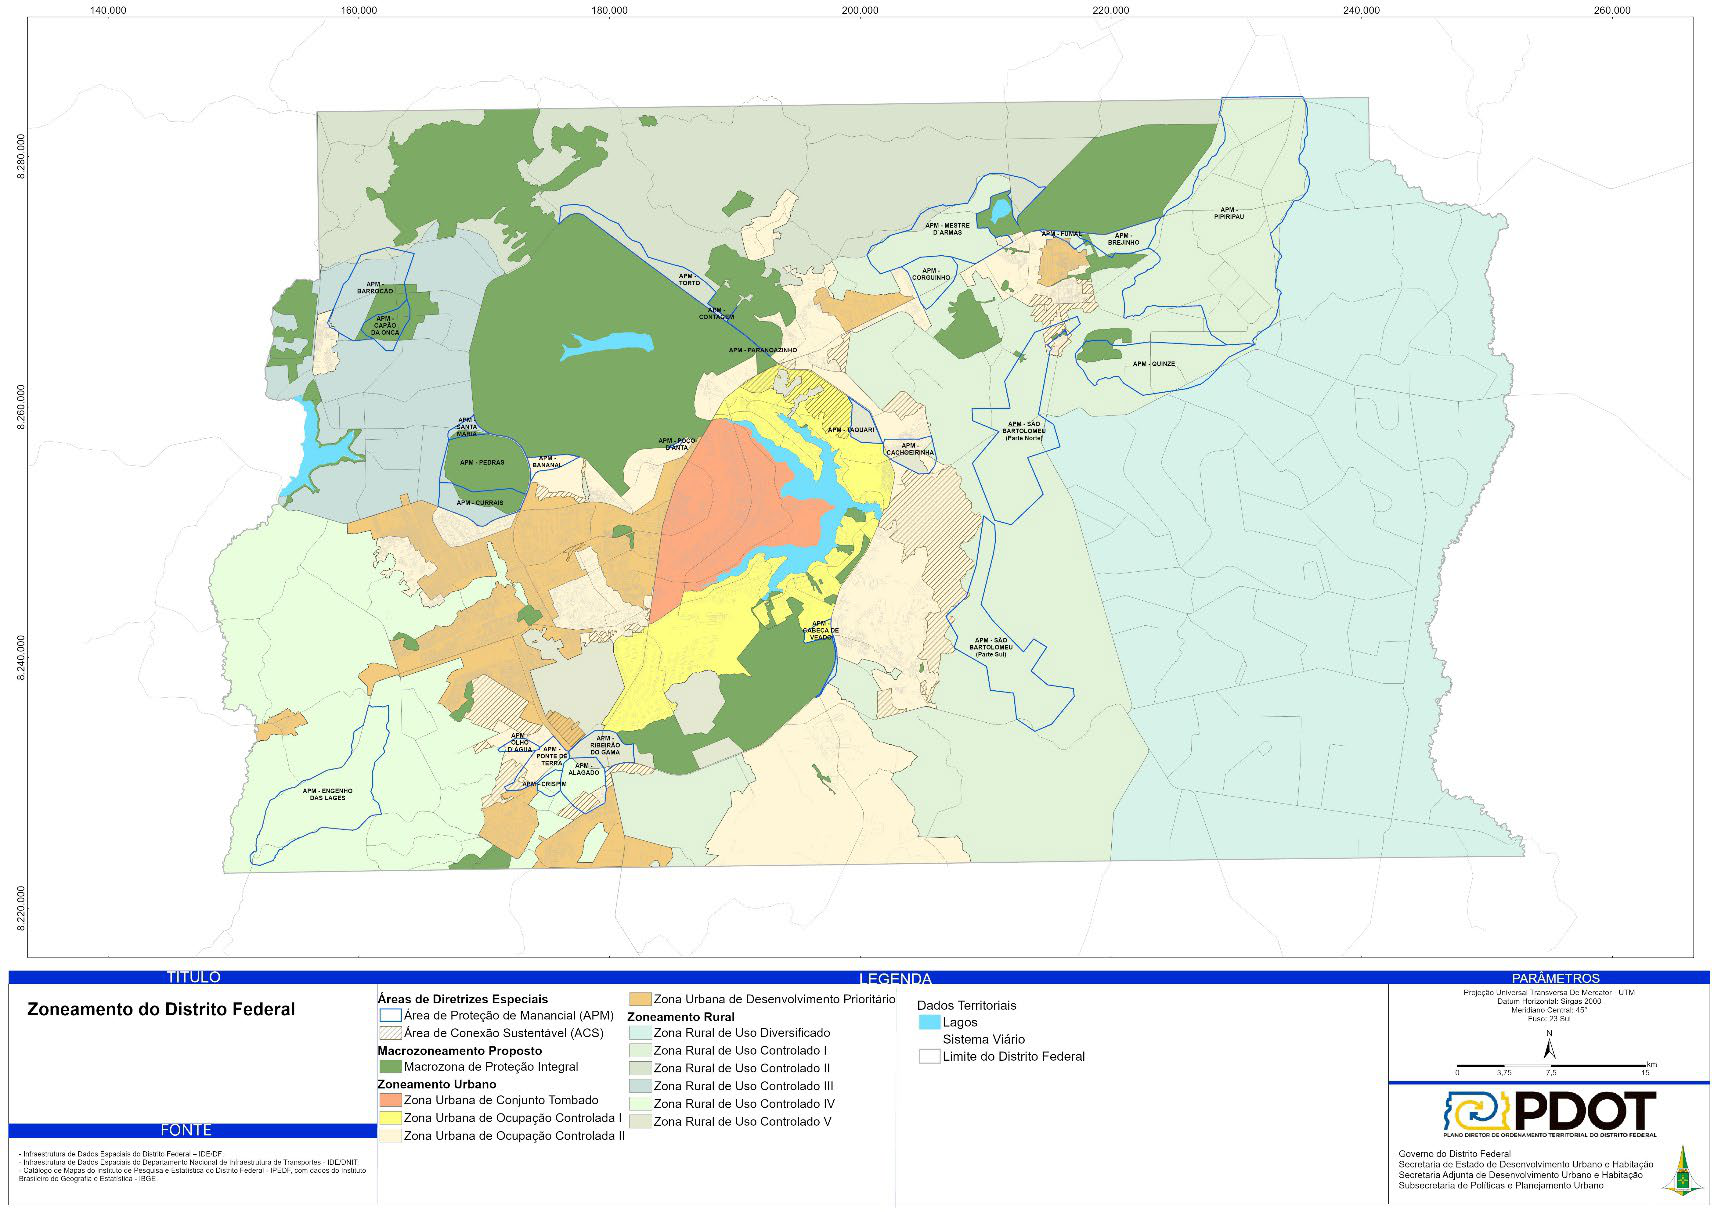 140.000 160.000 180.000 200.000 220.000 240.000 260.000
8.280.000
8.260.000
8.240.000
8.220.000
APM -
PIPIRIPAU
APM - MESTRE
D'ARMAS
APM - FUMAL
APM -
BREJINHO
APM -
CORGUINHO
APM -
TORTO
APM -
BARROCÃO
APM -
CONTAGEM
APM -
CAPÃO
DA ONÇA
APM - PARANOAZINHO
APM - QUINZE
APM -
SANTA
MARIA
APM - TAQUARI
APM - SÃO
BARTOLOMEU
(Parte Norte)
APM - POÇO
D'ANTA
APM -
CACHOEIRINHA
APM - PEDRAS
APM -
BANANAL
APM - CURRAIS
APM -
CABEÇA DE
VEADO
APM - SÃO
BARTOLOMEU
(Parte Sul)
APM -
OLHO
D'ÁGUA
APM -
RIBEIRÃO
DO GAMA
APM -
PONTE DE
TERRA
APM -
ALAGADO
APM - CRISPIM
APM - ENGENHO
DAS LAGES
TÍTULO
Zoneamento do Distrito Federal
FONTE
- Infraestrutura de Dados Espaciais do Distrito Federal – IDE/DF
- Infraestrutura de Dados Espaciais do Departamento Nacional de Infraestrutura de Transportes - IDE/DNIT
- Catálogo de Mapas do Instituto de Pesquisa e Estatística do Distrito Federal - IPEDF, com dados do Instituto
Brasileiro de Geografia e Estatística - IBGE
LEGENDA
Áreas de Diretrizes Especiais
Área de Proteção de Manancial (APM)
Área de Conexão Sustentável (ACS)
Macrozoneamento Proposto
Macrozona de Proteção Integral
Zoneamento Urbano
Zona Urbana de Conjunto Tombado
Zona Urbana de Ocupação Controlada I
Zona Urbana de Ocupação Controlada II
Zona Urbana de Desenvolvimento Prioritário
Zoneamento Rural
Zona Rural de Uso Diversificado
Zona Rural de Uso Controlado I
Zona Rural de Uso Controlado II
Zona Rural de Uso Controlado III
Zona Rural de Uso Controlado IV
Zona Rural de Uso Controlado V
Dados Territoriais
Lagos
Sistema Viário
Limite do Distrito Federal
PARÂMETROS
Projeção Universal Transversa De Mercator - UTM
Datum Horizontal: Sirgas 2000
Meridiano Central: 45°
Fuso: 23 Sul
N
km
0 3,75 7,5 15
PDOT
PLANO DIRETOR DE ORDENAMENTO TERRITORIAL DO DISTRITO FEDERAL
Governo do Distrito Federal
Secretaria de Estado de Desenvolvimento Urbano e Habitação
Secretaria Adjunta de Desenvolvimento Urbano e Habitação
Subsecretaria de Políticas e Planejamento Urbano